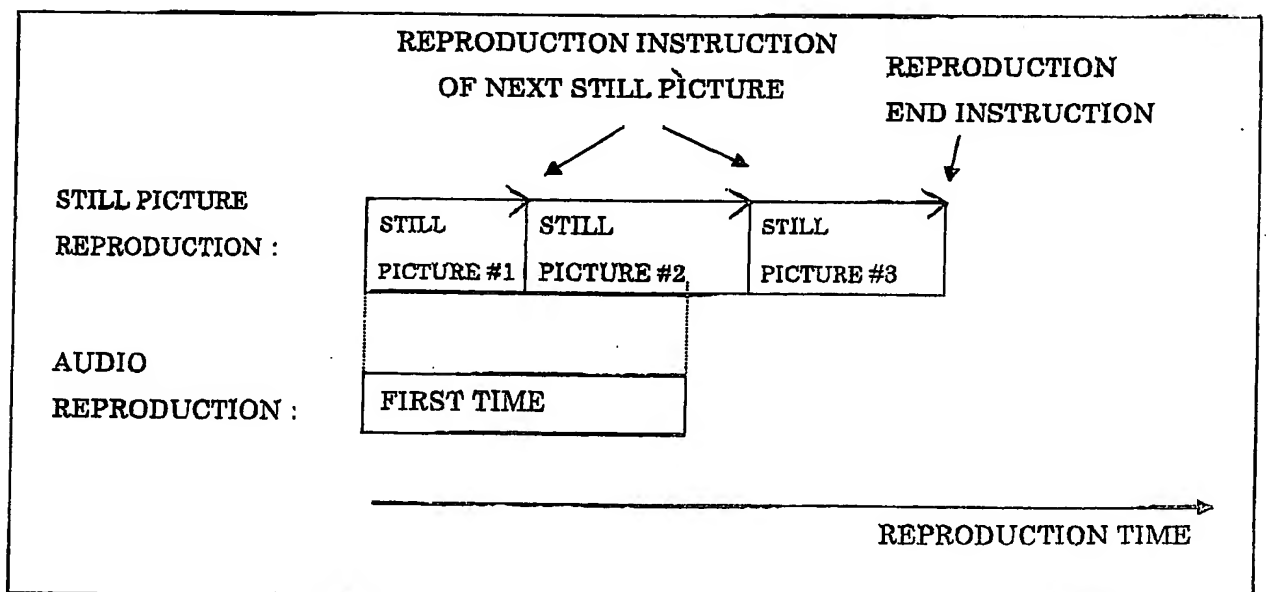 REPRODUCTION INSTRUCTION
OF NEXT STILL PICTURE
REPRODUCTION
END INSTRUCTION
STILL PICTURE
REPRODUCTION :
STILL
PICTURE #1
STILL
PICTURE #2
STILL
PICTURE #3
AUDIO
REPRODUCTION :
FIRST TIME
REPRODUCTION TIME